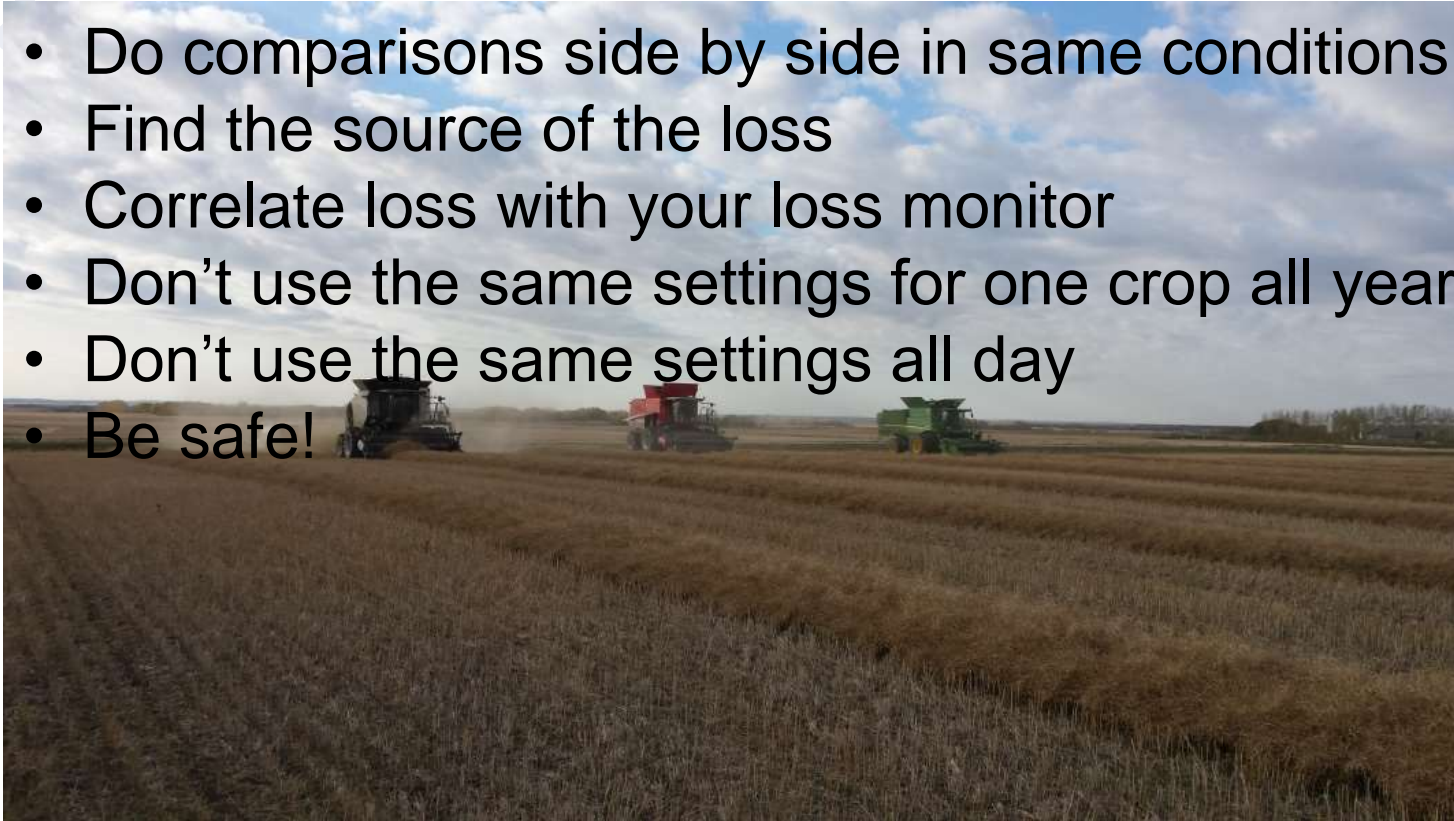 • Do comparisons side by side in same conditions
• Find the source of the loss
• Correlate loss with your loss monitor
• Don’t use the same settings for one crop all year
• Don’t use the same settings all day
• Be safe!